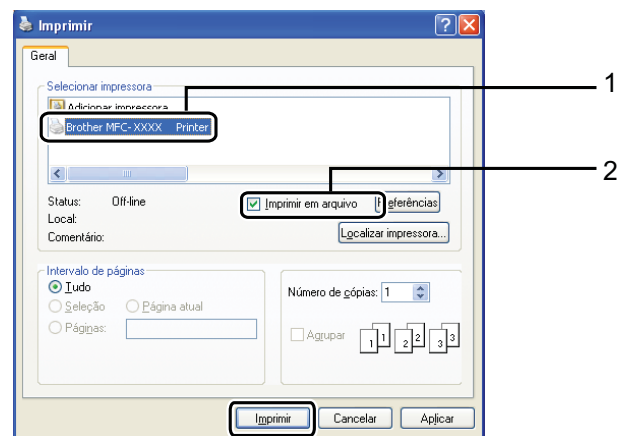 Imprimir
Geral
Selecionar impressora
Adicionar impressora
1
Brother MFC-XXXX Printer
2
Status: Off-line
Imprimir em arquivo
eferências
Local:
Comentário:
Localizar impressora...
Intervalo de páginas
Tudo
Seleção Página atual
Páginas:
Número de cópias: 1
Agrupar
1 1 2 2 3 3
Imprimir Cancelar Aplicar